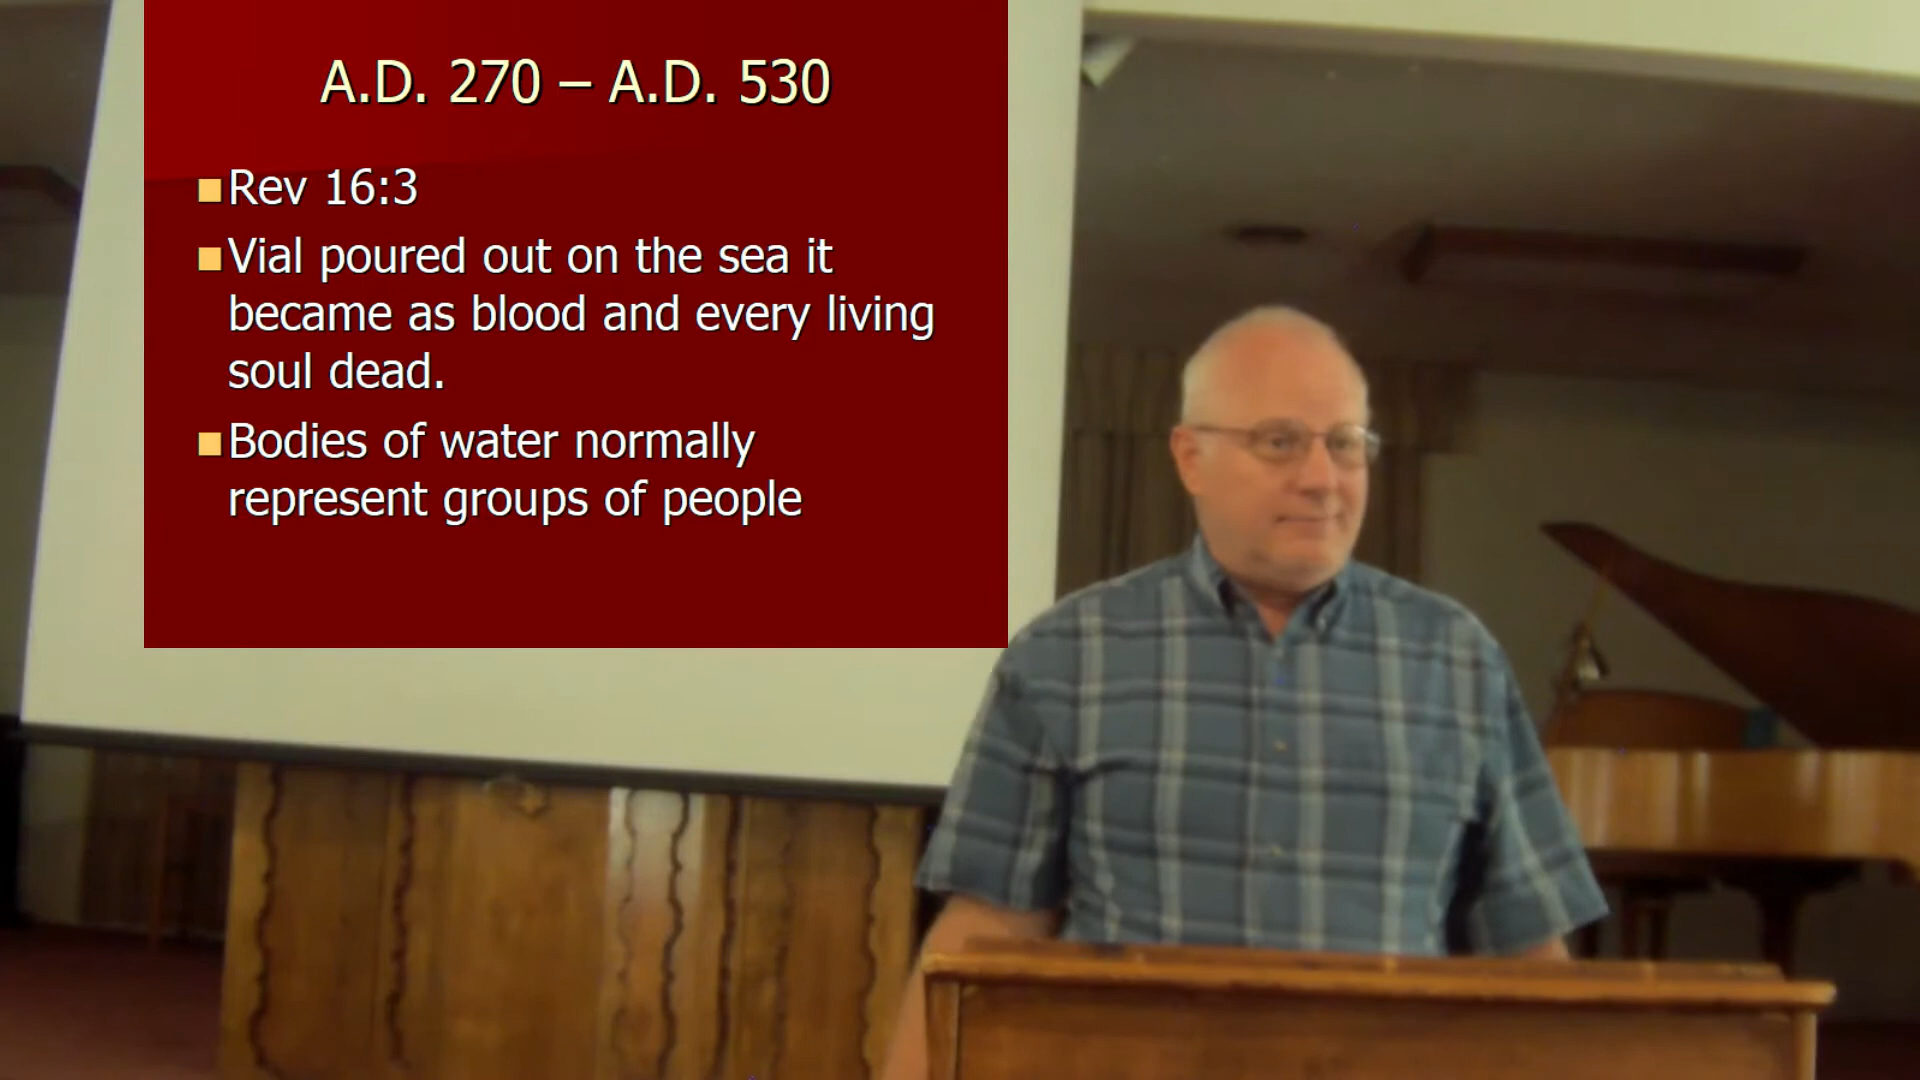 A.D. 270 – A.D. 530
Rev 16:3
Vial poured out on the sea it
became as blood and every living
soul dead.
Bodies of water normally
represent groups of people